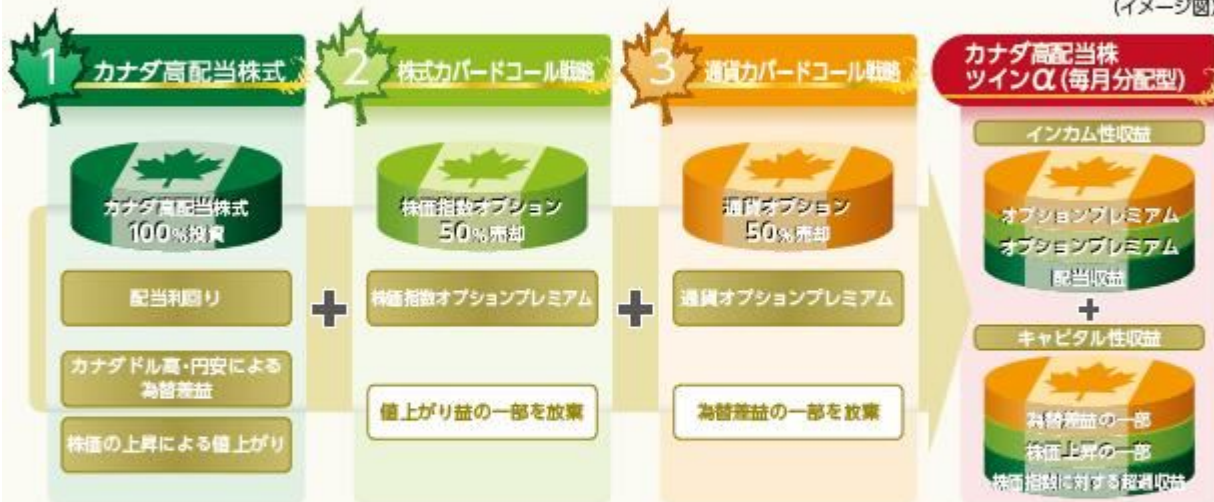 (イメージ図)
1 カナダ高配当株式
カナダ高配当株式
100%投資
配当利回り
カナダドル高・円安による
為替差益
株価の上昇による値上がり
+
2 株式カバードコール戦略
株価指数オプション
50%売却
株価指数オプションプレミアム
値上がり益の一部を放棄
+
3 通貨カバードコール戦略
通貨オプション
50%売却
通貨オプションプレミアム
為替差益の一部を放棄
カナダ高配当株
ツインα(毎月分配型)
インカム性収益
オプションプレミアム
オプションプレミアム
配当収益
+
キャピタル性収益
為替差益の一部
株価上昇の一部
株価指数に対する超過収益